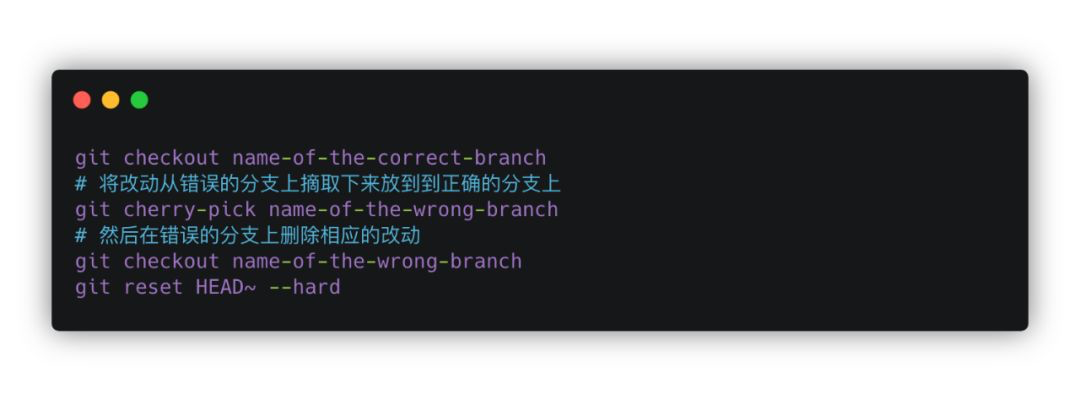 git checkout name-of-the-correct-branch
# 将改动从错误的分支上摘取下来放到到正确的分支上
git cherry-pick name-of-the-wrong-branch
# 然后在错误的分支上删除相应的改动
git checkout name-of-the-wrong-branch
git reset HEAD~ --hard